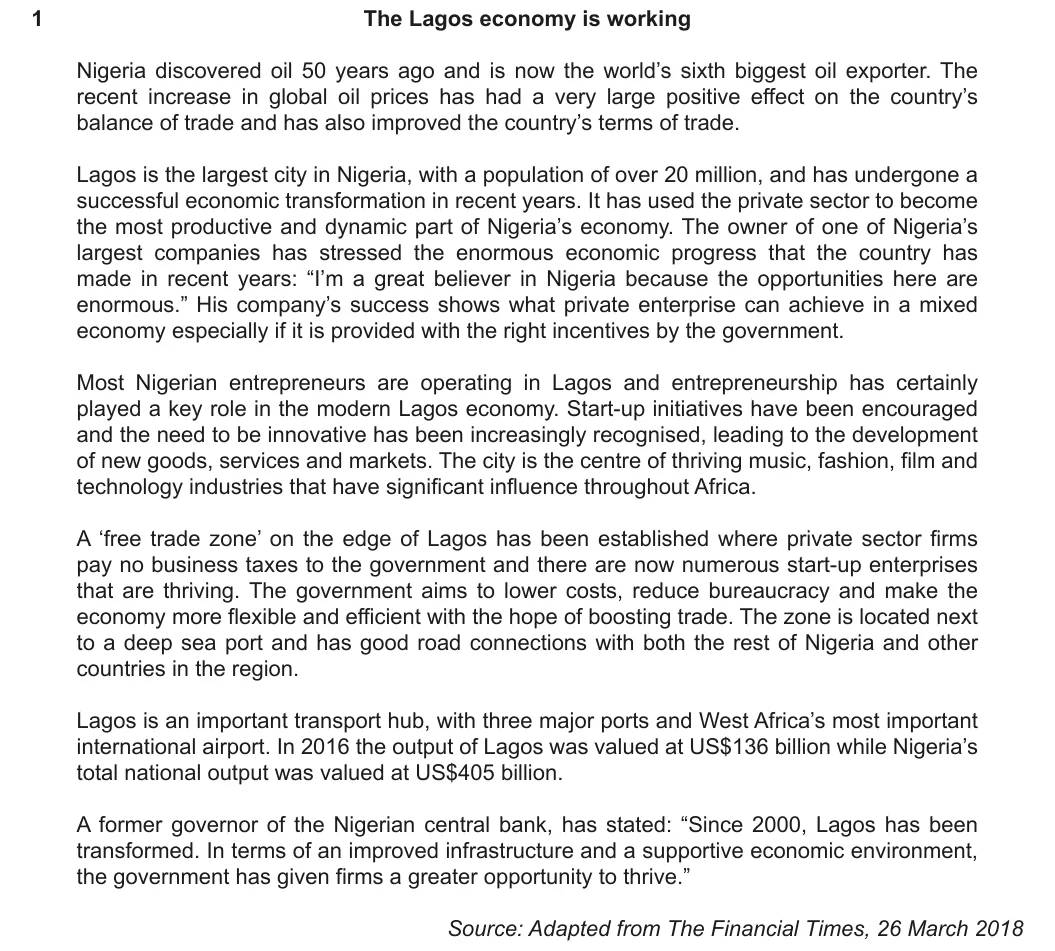 1 The Lagos economy is working
Nigeria discovered oil 50 years ago and is now the world’s sixth biggest oil exporter. The
recent increase in global oil prices has had a very large positive effect on the country’s
balance of trade and has also improved the country’s terms of trade.
Lagos is the largest city in Nigeria, with a population of over 20 million, and has undergone a
successful economic transformation in recent years. It has used the private sector to become
the most productive and dynamic part of Nigeria’s economy. The owner of one of Nigeria’s
largest companies has stressed the enormous economic progress that the country has
made in recent years: “I’m a great believer in Nigeria because the opportunities here are
enormous.” His company’s success shows what private enterprise can achieve in a mixed
economy especially if it is provided with the right incentives by the government.
Most Nigerian entrepreneurs are operating in Lagos and entrepreneurship has certainly
played a key role in the modern Lagos economy. Start-up initiatives have been encouraged
and the need to be innovative has been increasingly recognised, leading to the development
of new goods, services and markets. The city is the centre of thriving music, fashion, film and
technology industries that have significant influence throughout Africa.
A ‘free trade zone’ on the edge of Lagos has been established where private sector firms
pay no business taxes to the government and there are now numerous start-up enterprises
that are thriving. The government aims to lower costs, reduce bureaucracy and make the
economy more flexible and efficient with the hope of boosting trade. The zone is located next
to a deep sea port and has good road connections with both the rest of Nigeria and other
countries in the region.
Lagos is an important transport hub, with three major ports and West Africa’s most important
international airport. In 2016 the output of Lagos was valued at US$136 billion while Nigeria’s
total national output was valued at US$405 billion.
A former governor of the Nigerian central bank, has stated: “Since 2000, Lagos has been
transformed. In terms of an improved infrastructure and a supportive economic environment,
the government has given firms a greater opportunity to thrive.”
Source: Adapted from The Financial Times, 26 March 2018